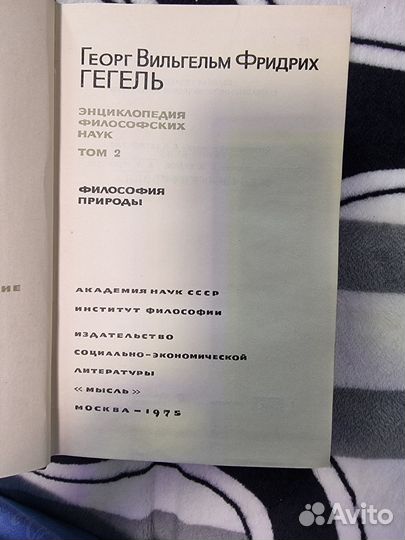 Георг Вильгельм Фридрих
ГЕГЕЛЬ
ЭНЦИКЛОПЕДИЯ
ФИЛОСОФСКИХ
НАУК
ТОМ 2
ФИЛОСОФИЯ
ПРИРОДЫ
ИЕ
АКАДЕМИЯ НАУК СССР
ИНСТИТУТ ФИЛОСОФИИ
ИЗДАТЕЛЬСТВО
СОЦИАЛЬНО-ЭКОНОМИЧЕСКОЙ
ЛИТЕРАТУРЫ
«МЫСЛЬ»
МОСКВА — 1975
Avito